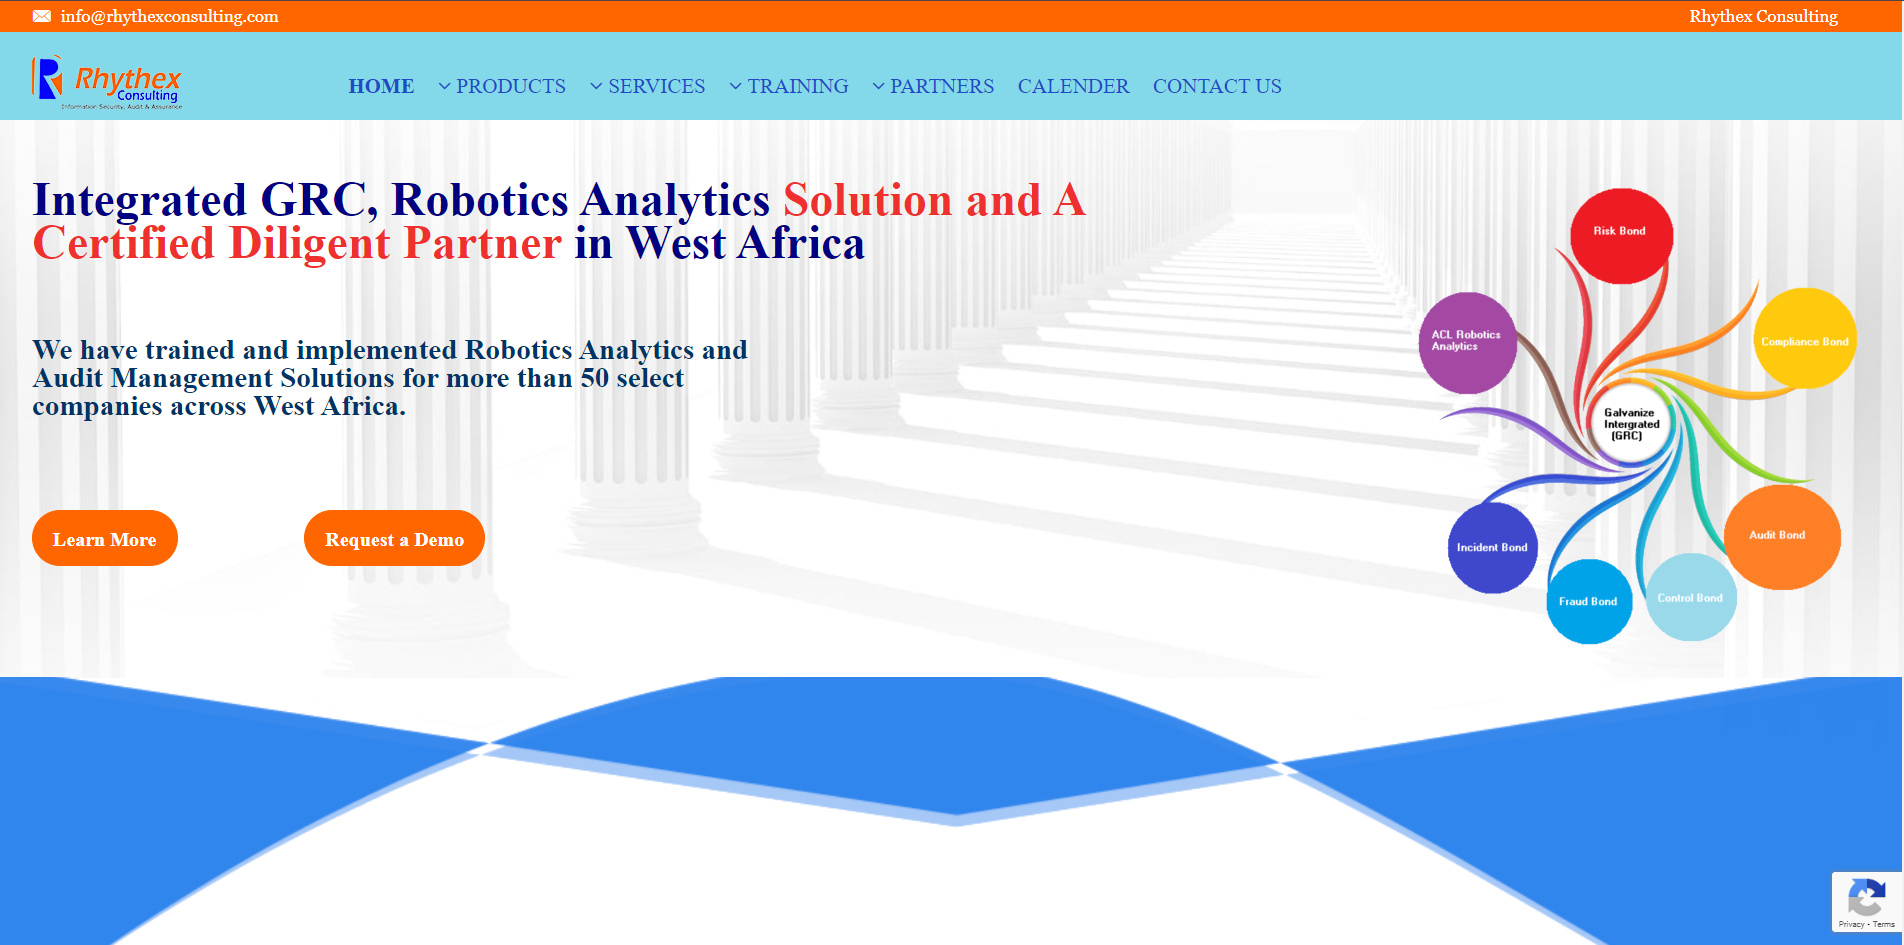 info@rhythexconsulting.com
Rhythex Consulting
Rhythex
Consulting
Information Security, Audit & Assurance
HOME PRODUCTS SERVICES TRAINING PARTNERS CALENDER CONTACT US
Integrated GRC, Robotics Analytics Solution and A
Certified Diligent Partner in West Africa
We have trained and implemented Robotics Analytics and
Audit Management Solutions for more than 50 select
companies across West Africa.
Learn More
Request a Demo
Risk Bond
ACL Robotics
Analytics
Compliance Bond
Galvanize
Intergrated
(GRC)
Audit Bond
Incident Bond
Fraud Bond
Control Bond
Privacy - Terms